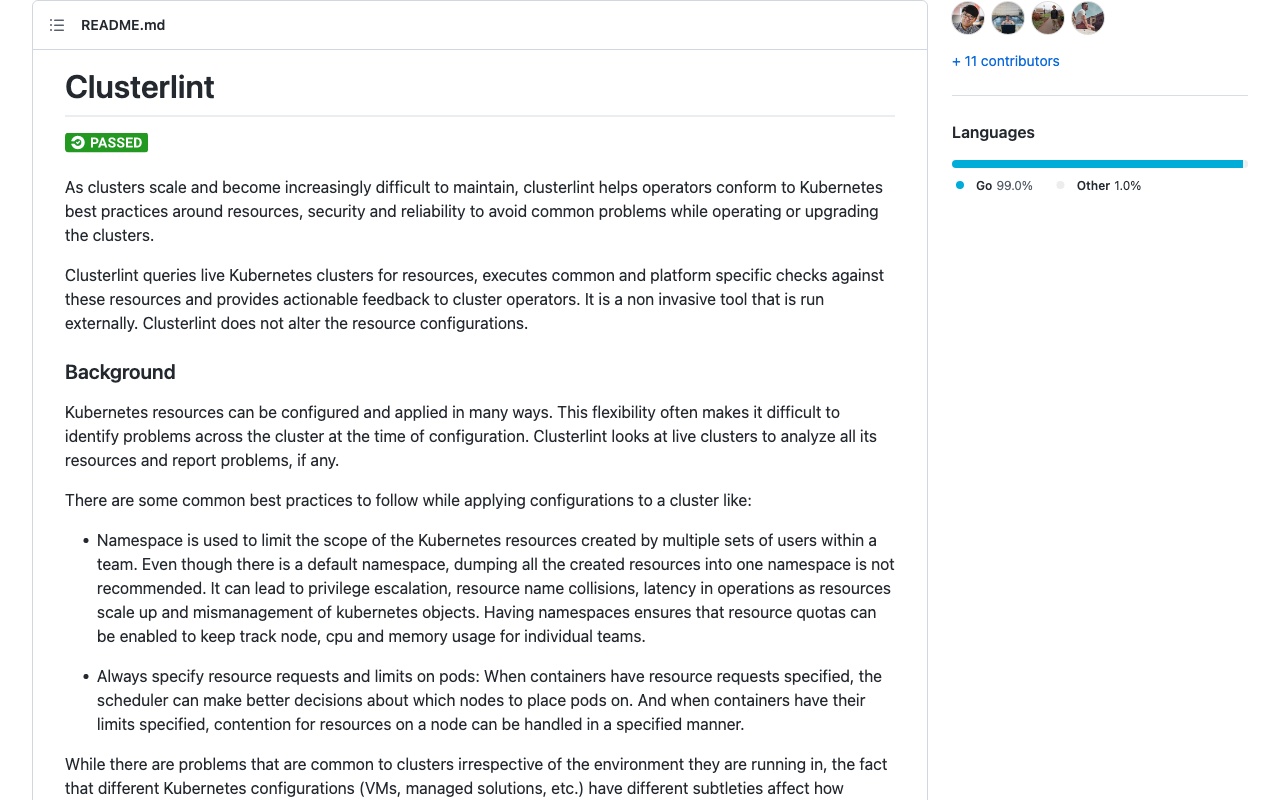 README.md
Clusterlint
PASSED
As clusters scale and become increasingly difficult to maintain, clusterlint helps operators conform to Kubernetes
best practices around resources, security and reliability to avoid common problems while operating or upgrading
the clusters.
Clusterlint queries live Kubernetes clusters for resources, executes common and platform specific checks against
these resources and provides actionable feedback to cluster operators. It is a non invasive tool that is run
externally. Clusterlint does not alter the resource configurations.
Background
Kubernetes resources can be configured and applied in many ways. This flexibility often makes it difficult to
identify problems across the cluster at the time of configuration. Clusterlint looks at live clusters to analyze all its
resources and report problems, if any.
There are some common best practices to follow while applying configurations to a cluster like:
• Namespace is used to limit the scope of the Kubernetes resources created by multiple sets of users within a
team. Even though there is a default namespace, dumping all the created resources into one namespace is not
recommended. It can lead to privilege escalation, resource name collisions, latency in operations as resources
scale up and mismanagement of kubernetes objects. Having namespaces ensures that resource quotas can
be enabled to keep track node, cpu and memory usage for individual teams.
• Always specify resource requests and limits on pods: When containers have resource requests specified, the
scheduler can make better decisions about which nodes to place pods on. And when containers have their
limits specified, contention for resources on a node can be handled in a specified manner.
While there are problems that are common to clusters irrespective of the environment they are running in, the fact
that different Kubernetes configurations (VMs, managed solutions, etc.) have different subtleties affect how
+ 11 contributors
Languages
Go 99.0%
Other 1.0%